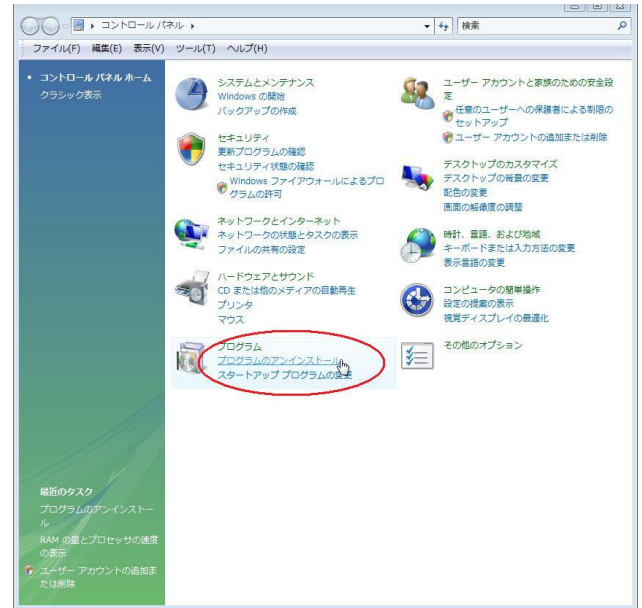 コントロール パネル
検索
ファイル(F) 編集(E) 表示(V) ツール(T) ヘルプ(H)
コントロール パネル ホーム
クラシック表示
システムとメンテナンス
Windows の開始
バックアップの作成
セキュリティ
更新プログラムの確認
セキュリティ状態の確認
Windows ファイアウォールによるプロ
グラムの許可
ネットワークとインターネット
ネットワークの状態とタスクの表示
ファイルの共有の設定
ハードウェアとサウンド
CD または他のメディアの自動再生
プリンタ
マウス
プログラム
プログラムのアンインストール
スタートアップ プログラムの変更
ユーザー アカウントと家族のための安全設
定
任意のユーザーへの保護者による制限の
セットアップ
ユーザー アカウントの追加または削除
デスクトップのカスタマイズ
デスクトップの背景の変更
配色の変更
画面の解像度の調整
時計、言語、および地域
キーボードまたは入力方法の変更
表示言語の変更
コンピュータの簡単操作
設定の提案の表示
視覚ディスプレイの最適化
その他のオプション
最近のタスク
プログラムのアンインストー
ル
RAM の量とプロセッサの速度
の表示
ユーザー アカウントの追加ま
たは削除